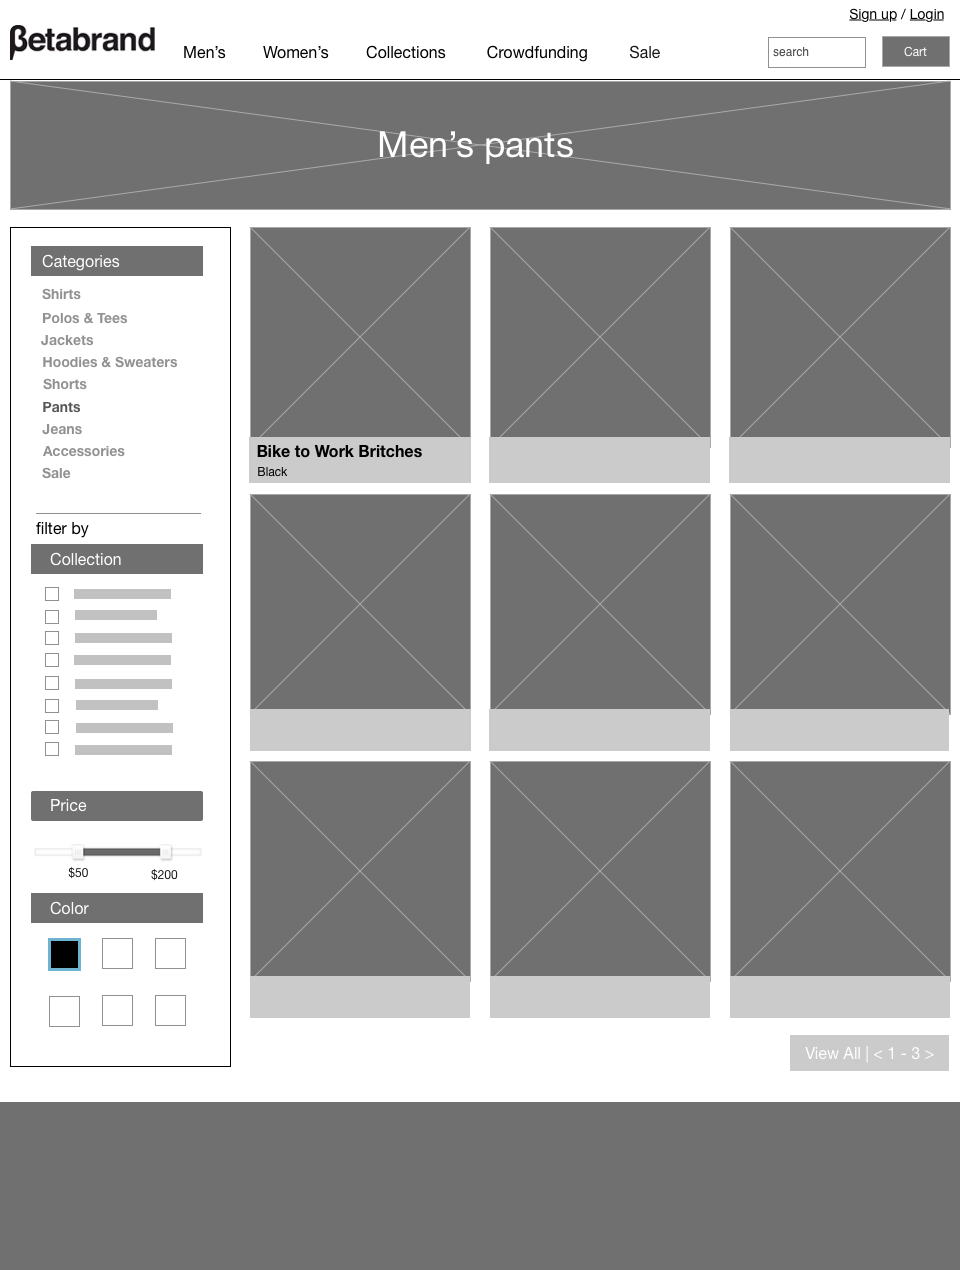 Sign up / Login
βetabrand
Men’s Women’s Collections Crowdfunding Sale
search
Cart
Men’s pants
Categories
Shirts
Polos & Tees
Jackets
Hoodies & Sweaters
Shorts
Pants
Jeans
Accessories
Sale
filter by
Collection
Price
$50 $200
Color
Bike to Work Britches
Black
View All | < 1 - 3 >